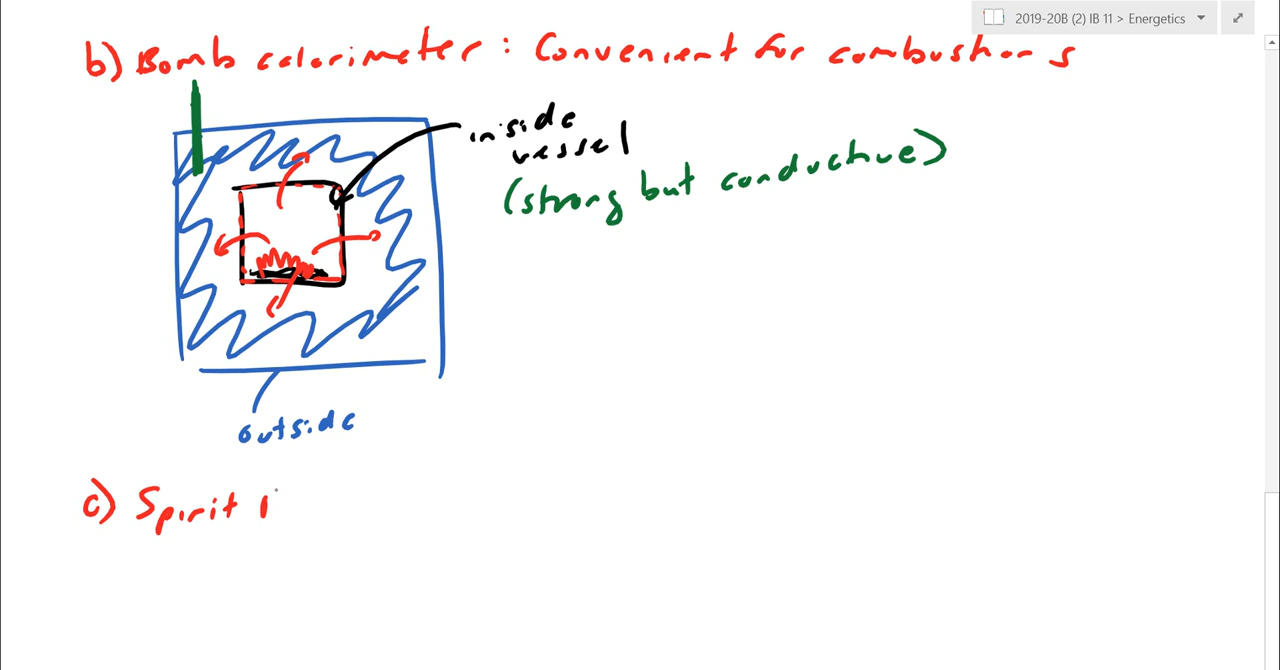 2019-20B (2) IB 11 > Energetics
b) Bomb calorimeter : Convenient for combustions
inside
vessel
(strong but conductive)
outside
c) Spirit l